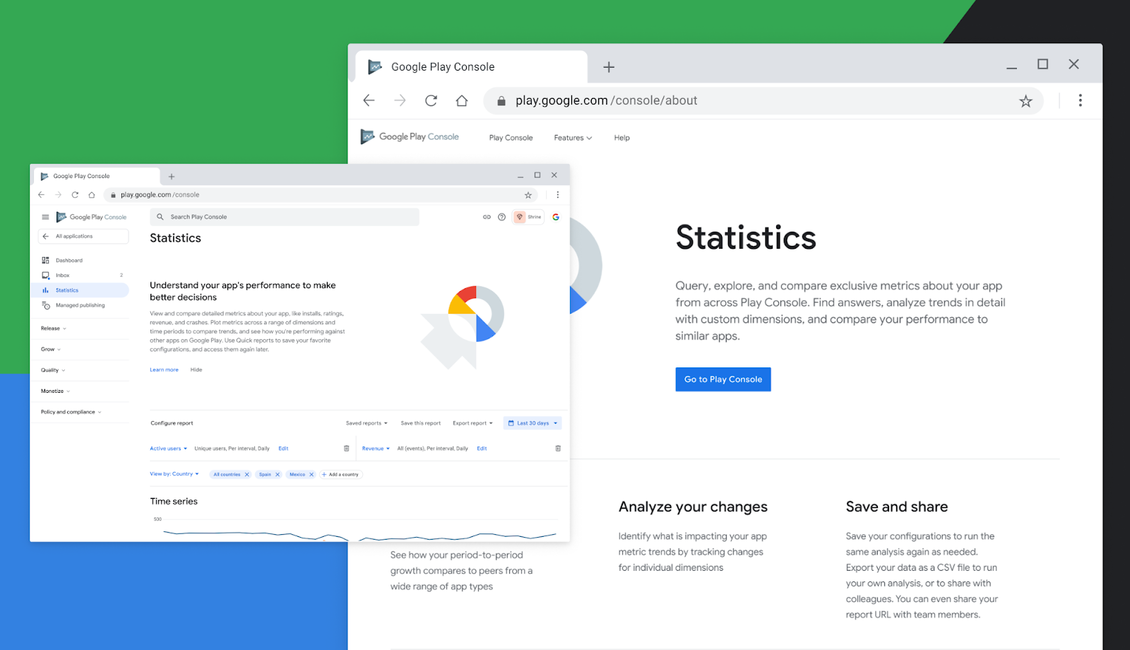 Google Play Console
play.google.com/console/about
Google Play Console
Play Console
Features
Help
Statistics
Query, explore, and compare exclusive metrics about your app
from across Play Console. Find answers, analyze trends in detail
with custom dimensions, and compare your performance to
similar apps.
Go to Play Console
Google Play Console
play.google.com/console
Google Play Console
Search Play Console
Shrine
All applications
Dashboard
Inbox
2
Statistics
Managed publishing
Release
Grow
Quality
Monetize
Policy and compliance
Statistics
Understand your app's performance to make
better decisions
View and compare detailed metrics about your app, like installs, ratings,
revenue, and crashes. Plot metrics across a range of dimensions and
time periods to compare trends, and see how you're performing against
other apps on Google Play. Use Quick reports to save your favorite
configurations, and access them again later.
Learn more
Hide
Configure report
Saved reports
Save this report
Export report
Last 30 days
Active users
Unique users, Per interval, Daily
Edit
Revenue
All (events), Per interval, Daily
Edit
View by: Country
All countries
Spain
Mexico
+ Add a country
Time series
500
See how your period-to-period
growth compares to peers from a
wide range of app types
Analyze your changes
Identify what is impacting your app
metric trends by tracking changes
for individual dimensions
Save and share
Save your configurations to run the
same analysis again as needed.
Export your data as a CSV file to run
your own analysis, or to share with
colleagues. You can even share your
report URL with team members.